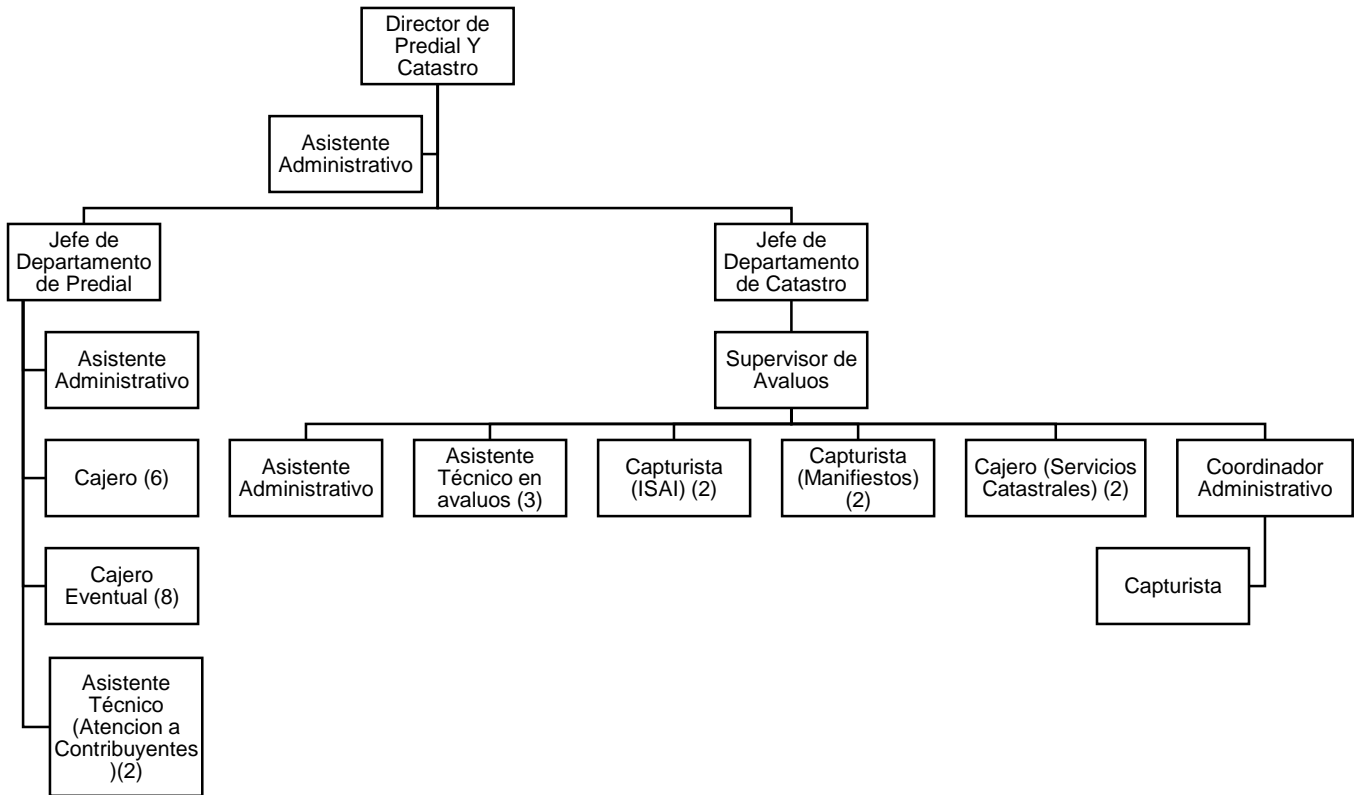 Director de
Predial Y
Catastro
Asistente
Administrativo
Jefe de
Departamento
de Predial
Jefe de
Departamento
de Catastro
Asistente
Administrativo
Supervisor de
Avaluos
Cajero (6)
Asistente
Administrativo
Asistente
Técnico en
avaluos (3)
Capturista
(ISAI) (2)
Capturista
(Manifiestos)
(2)
Cajero (Servicios
Catastrales) (2)
Coordinador
Administrativo
Cajero
Eventual (8)
Capturista
Asistente
Técnico
(Atencion a
Contribuyentes
)(2)